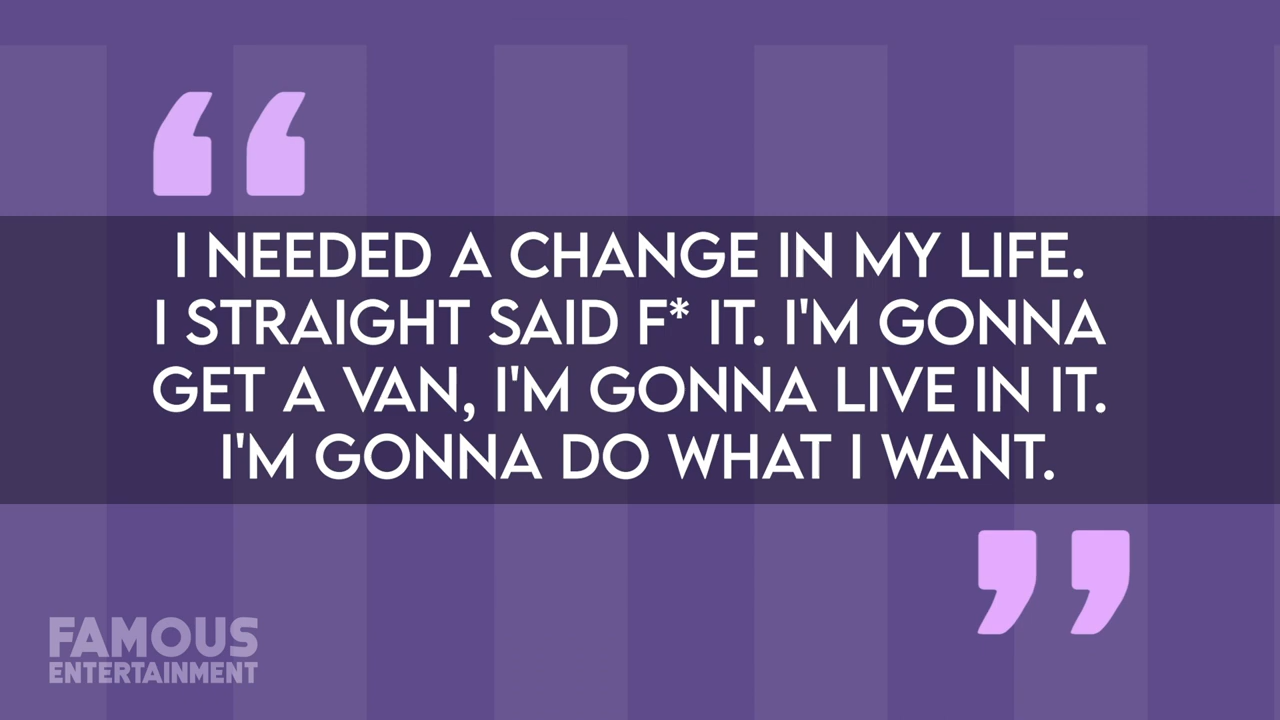 I NEEDED A CHANGE IN MY LIFE.
I STRAIGHT SAID F* IT. I'M GONNA
GET A VAN, I'M GONNA LIVE IN IT.
I'M GONNA DO WHAT I WANT.
FAMOUS
ENTERTAINMENT